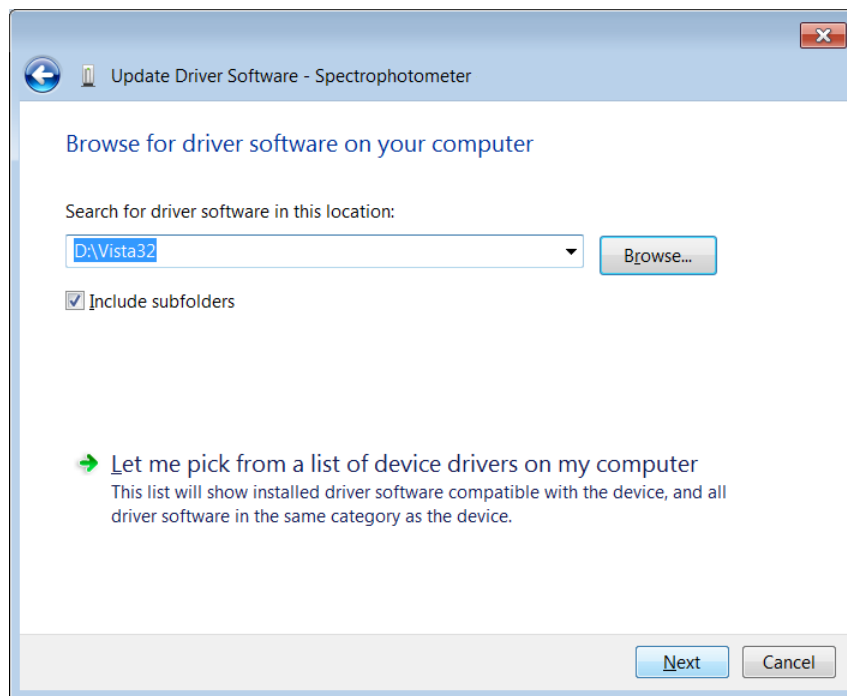 Update Driver Software - Spectrophotometer
Browse for driver software on your computer
Search for driver software in this location:
D:\Vista32
Browse...
Include subfolders
Let me pick from a list of device drivers on my computer
This list will show installed driver software compatible with the device, and all
driver software in the same category as the device.
Next
Cancel